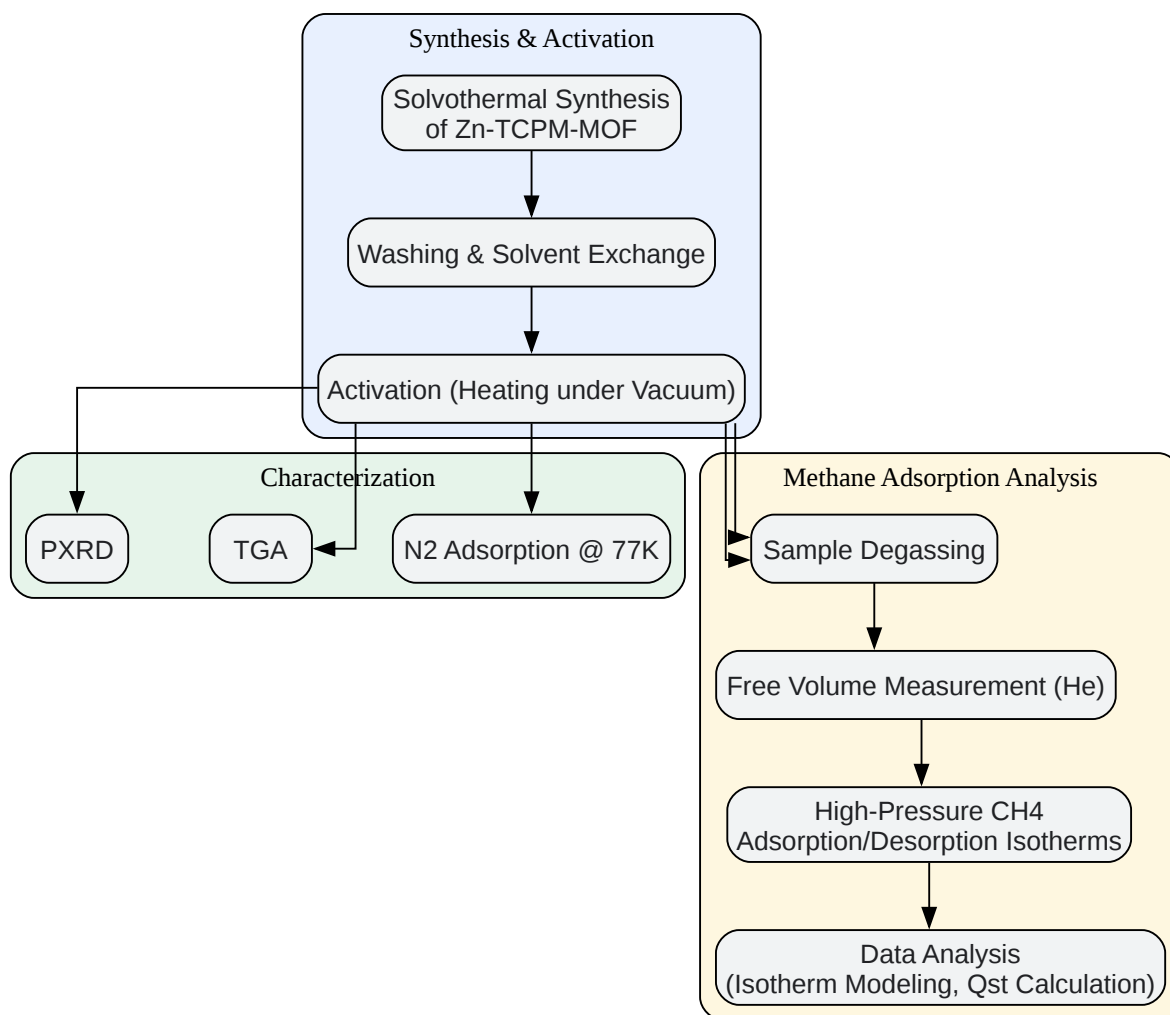 Synthesis & Activation
Solvothermal Synthesis
of Zn-TCPM-MOF
Washing & Solvent Exchange
Activation (Heating under Vacuum)
Characterization
PXRD
TGA
N2 Adsorption @ 77K
Methane Adsorption Analysis
Sample Degassing
Free Volume Measurement (He)
High-Pressure CH4
Adsorption/Desorption Isotherms
Data Analysis
(Isotherm Modeling, Qst Calculation)